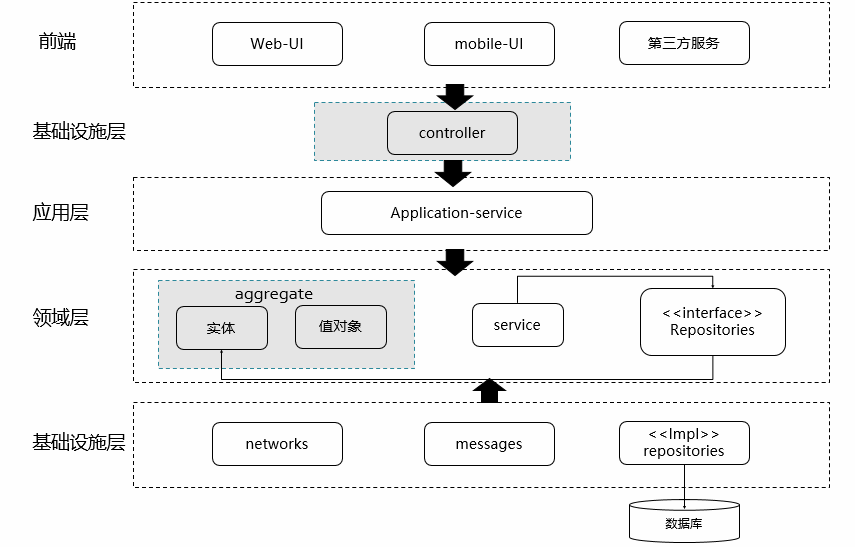 前端
Web-UI
mobile-UI
第三方服务
基础设施层
controller
应用层
Application-service
领域层
aggregate
实体
值对象
service
<<interface>>
Repositories
基础设施层
networks
messages
<<Impl>>
repositories
数据库